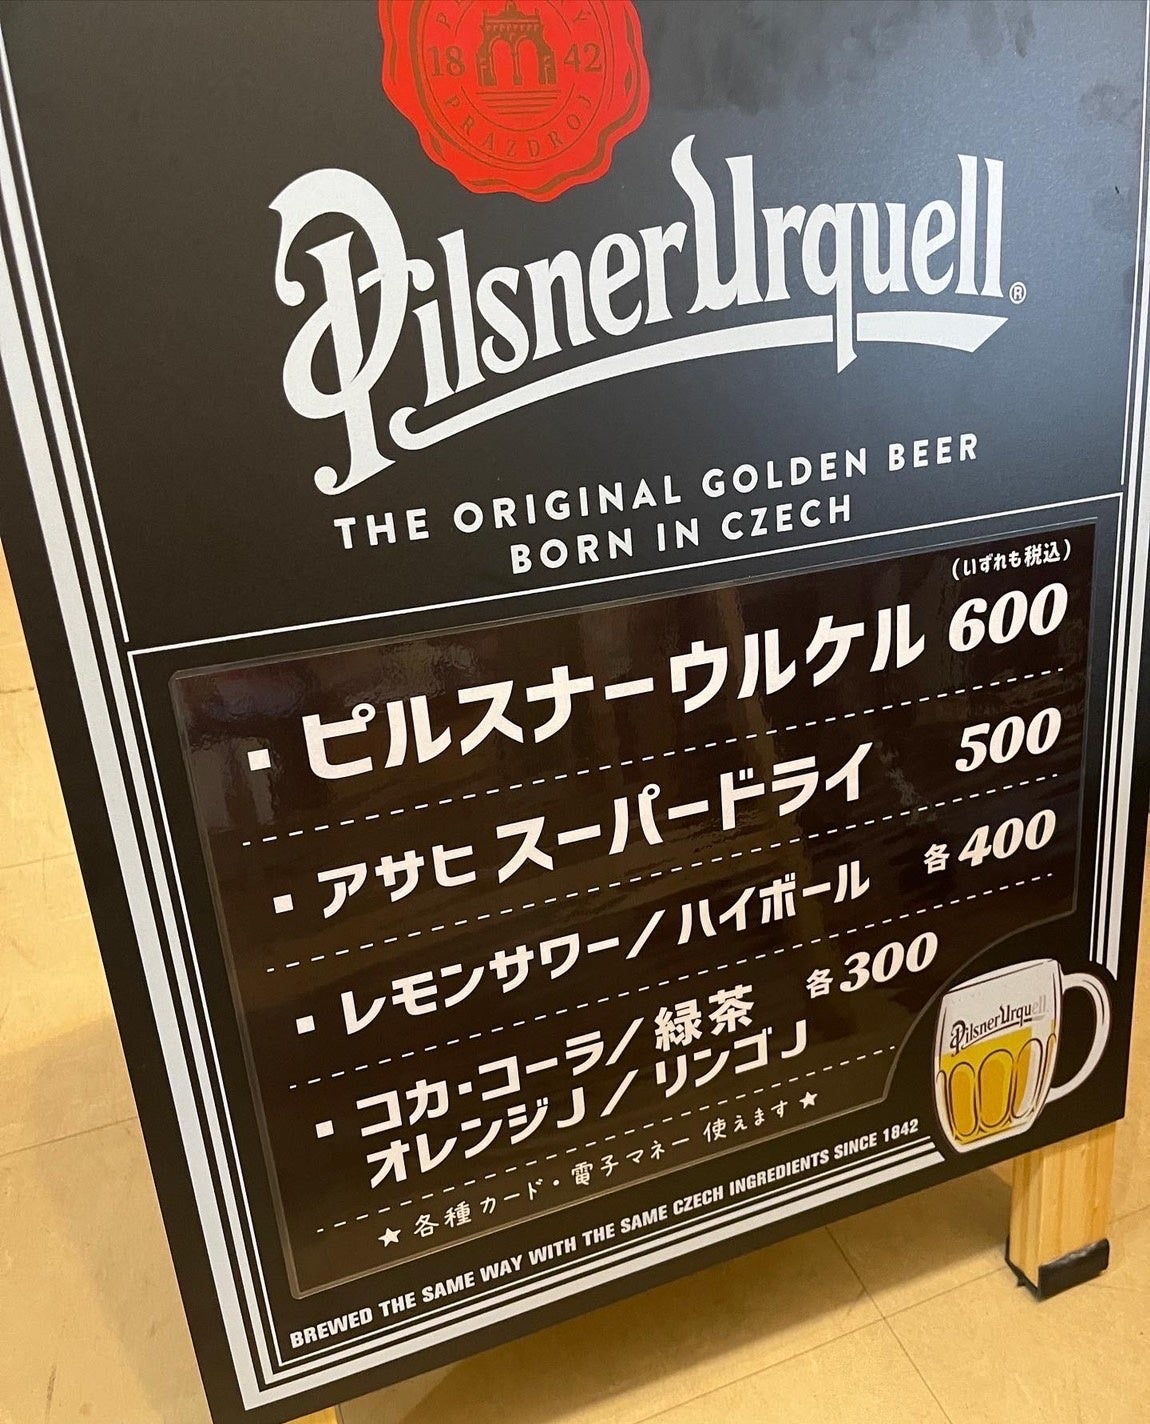 18 42
PRAZDROJ
PilsnerUrquell®
THE ORIGINAL GOLDEN BEER
BORN IN CZECH
(いずれも税込)
・ピルスナーウルケル 600
・アサヒ スーパードライ 500
・レモンサワー/ハイボール 各400
・コカ・コーラ/緑茶 各300
オレンジJ/リンゴJ
★各種カード・電子マネー 使えます★
PilsnerUrquell
BREWED THE SAME WAY WITH THE SAME CZECH INGREDIENTS SINCE 1842